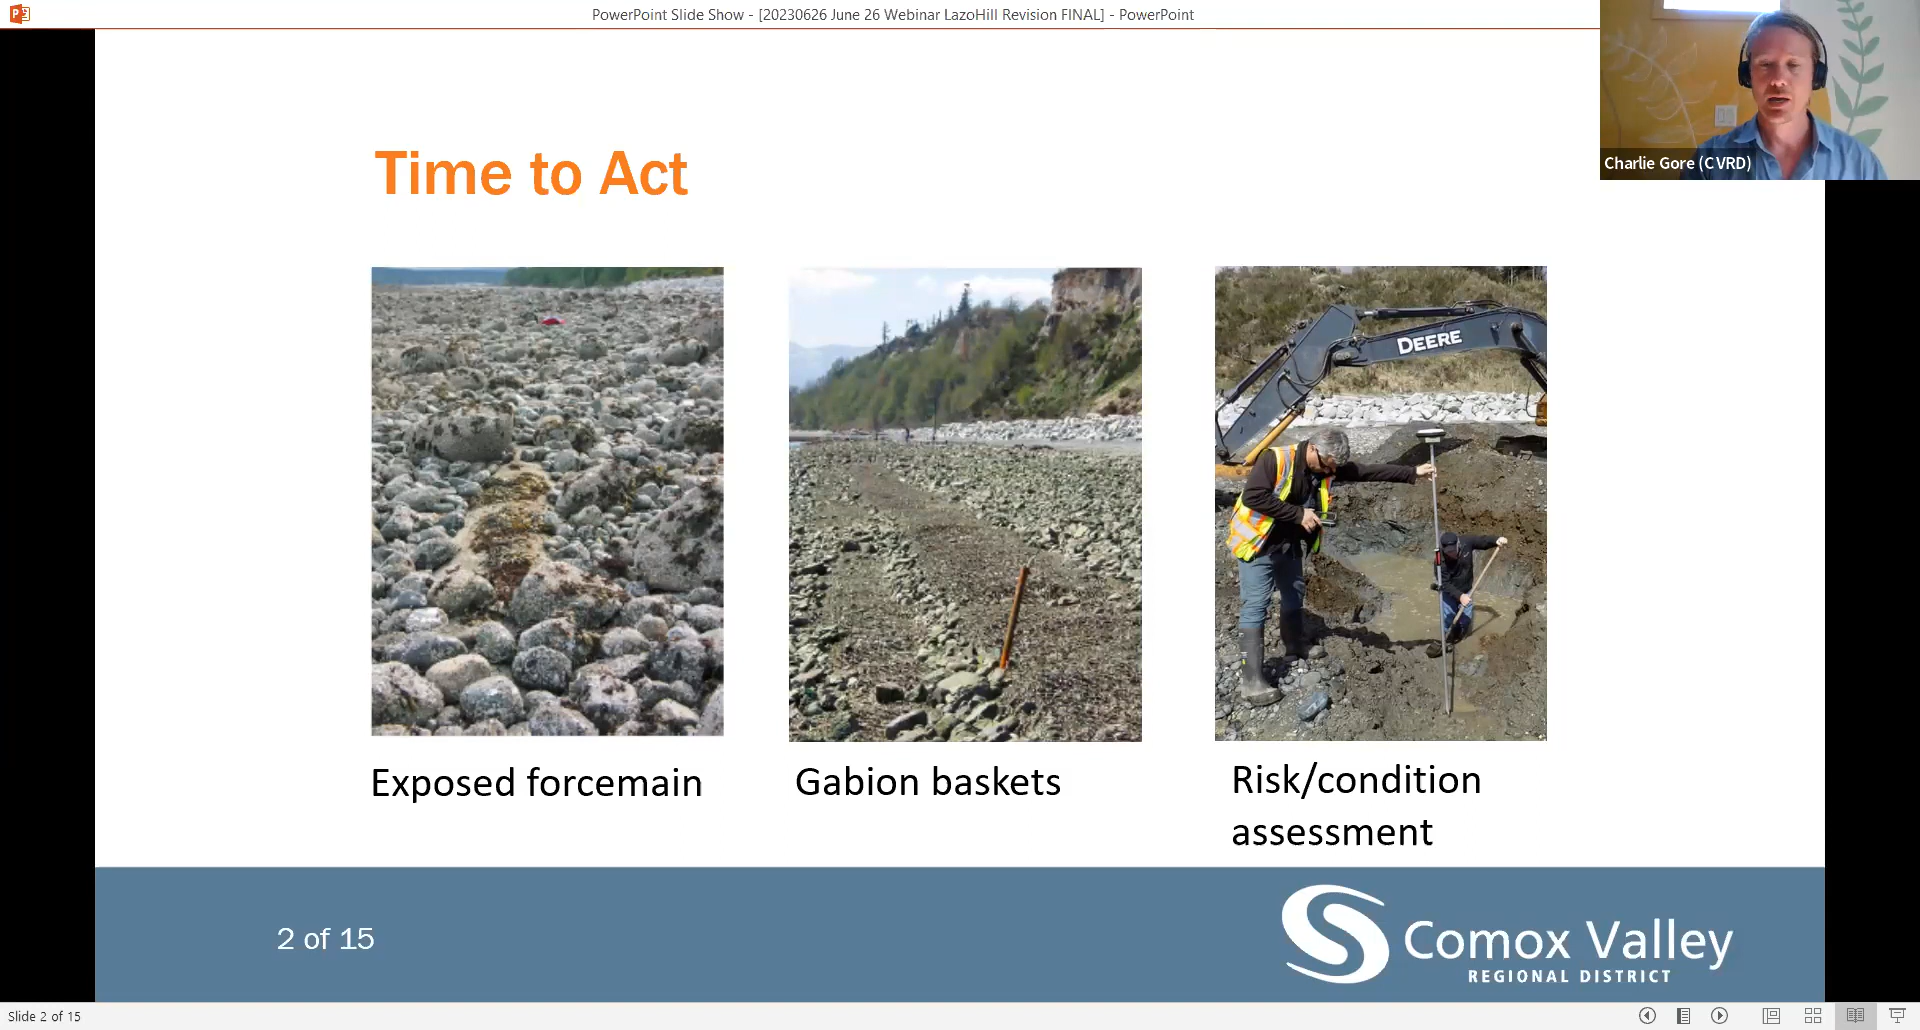 PowerPoint Slide Show - [20230626 June 26 Webinar LazoHill Revision FINAL] - PowerPoint
Charlie Gore (CVRD)
Time to Act
DEERE
Exposed forcemain
Gabion baskets
Risk/condition
assessment
2 of 15
Comox Valley
REGIONAL DISTRICT
Slide 2 of 15